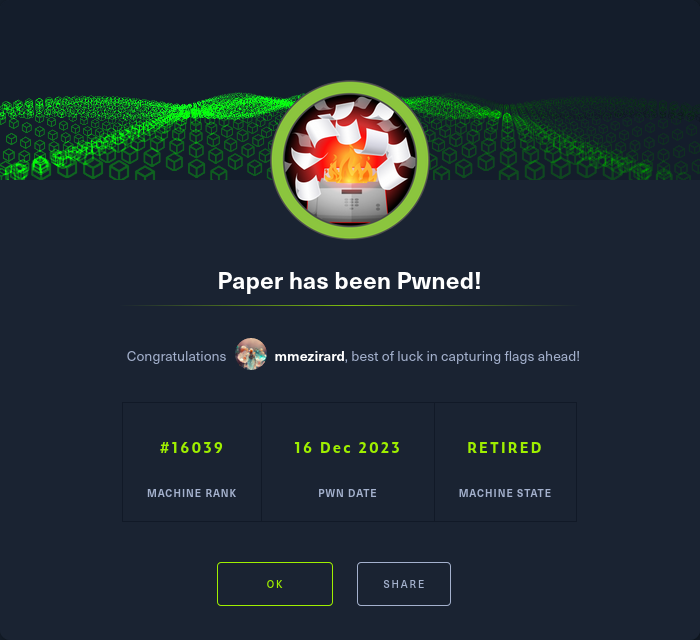 Paper has been Pwned!
Congratulations mmezirard, best of luck in capturing flags ahead!
#16039 16 Dec 2023 RETIRED
MACHINE RANK PWN DATE MACHINE STATE
OK SHARE